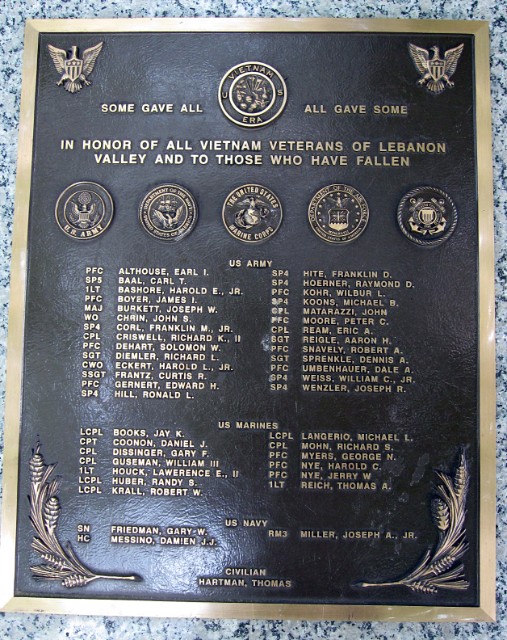 VIETNAM
U S
ERA
SOME GAVE ALL ALL GAVE SOME
IN HONOR OF ALL VIETNAM VETERANS OF LEBANON
VALLEY AND TO THOSE WHO HAVE FALLEN
U.S. ARMY
THE UNITED STATES
MARINE CORPS
US ARMY
PFC ALTHOUSE, EARL I.
SP5 BAAL, CARL T.
1LT BASHORE, HAROLD E., JR.
PFC BOYER, JAMES I.
MAJ BURKETT, JOSEPH W.
WO CHRIN, JOHN S.
SP4 CORL, FRANKLIN M., JR.
CPL CRISWELL, RICHARD K., II
PFC DEHART, SOLOMON W.
SGT DIEMLER, RICHARD L.
CWO ECKERT, HAROLD L., JR.
SSGT FRANTZ, CURTIS R.
PFC GERNERT, EDWARD H.
SP4 HILL, RONALD L.
SP4 HITE, FRANKLIN D.
SP4 HOERNER, RAYMOND D.
PFC KOHR, WILBUR L.
SP4 KOONS, MICHAEL B.
CPL MATARAZZI, JOHN
PFC MOORE, PETER C.
CPL REAM, ERIC A.
SGT REIGLE, AARON H.
PFC SNAVELY, ROBERT A.
SGT SPRENKLE, DENNIS A.
PFC UMBENHAUER, DALE A.
SP4 WEISS, WILLIAM C., JR.
SP4 WENZLER, JOSEPH R.
US MARINES
LCPL BOOKS, JAY K.
CPT COONON, DANIEL J.
CPL DISSINGER, GARY F.
CPL GUSEMAN, WILLIAM III
1LT HOUCK, LAWERENCE E., II
LCPL HUBER, RANDY S.
LCPL KRALL, ROBERT W.
LCPL LANGERIO, MICHAEL L.
CPL MOHN, RICHARD S.
PFC MYERS, GEORGE N.
PFC NYE, HAROLD C.
PFC NYE, JERRY W
1LT REICH, THOMAS A.
US NAVY
SN FRIEDMAN, GARY W.
HC MESSINO, DAMIEN J.J.
RM3 MILLER, JOSEPH A., JR.
CIVILIAN
HARTMAN, THOMAS